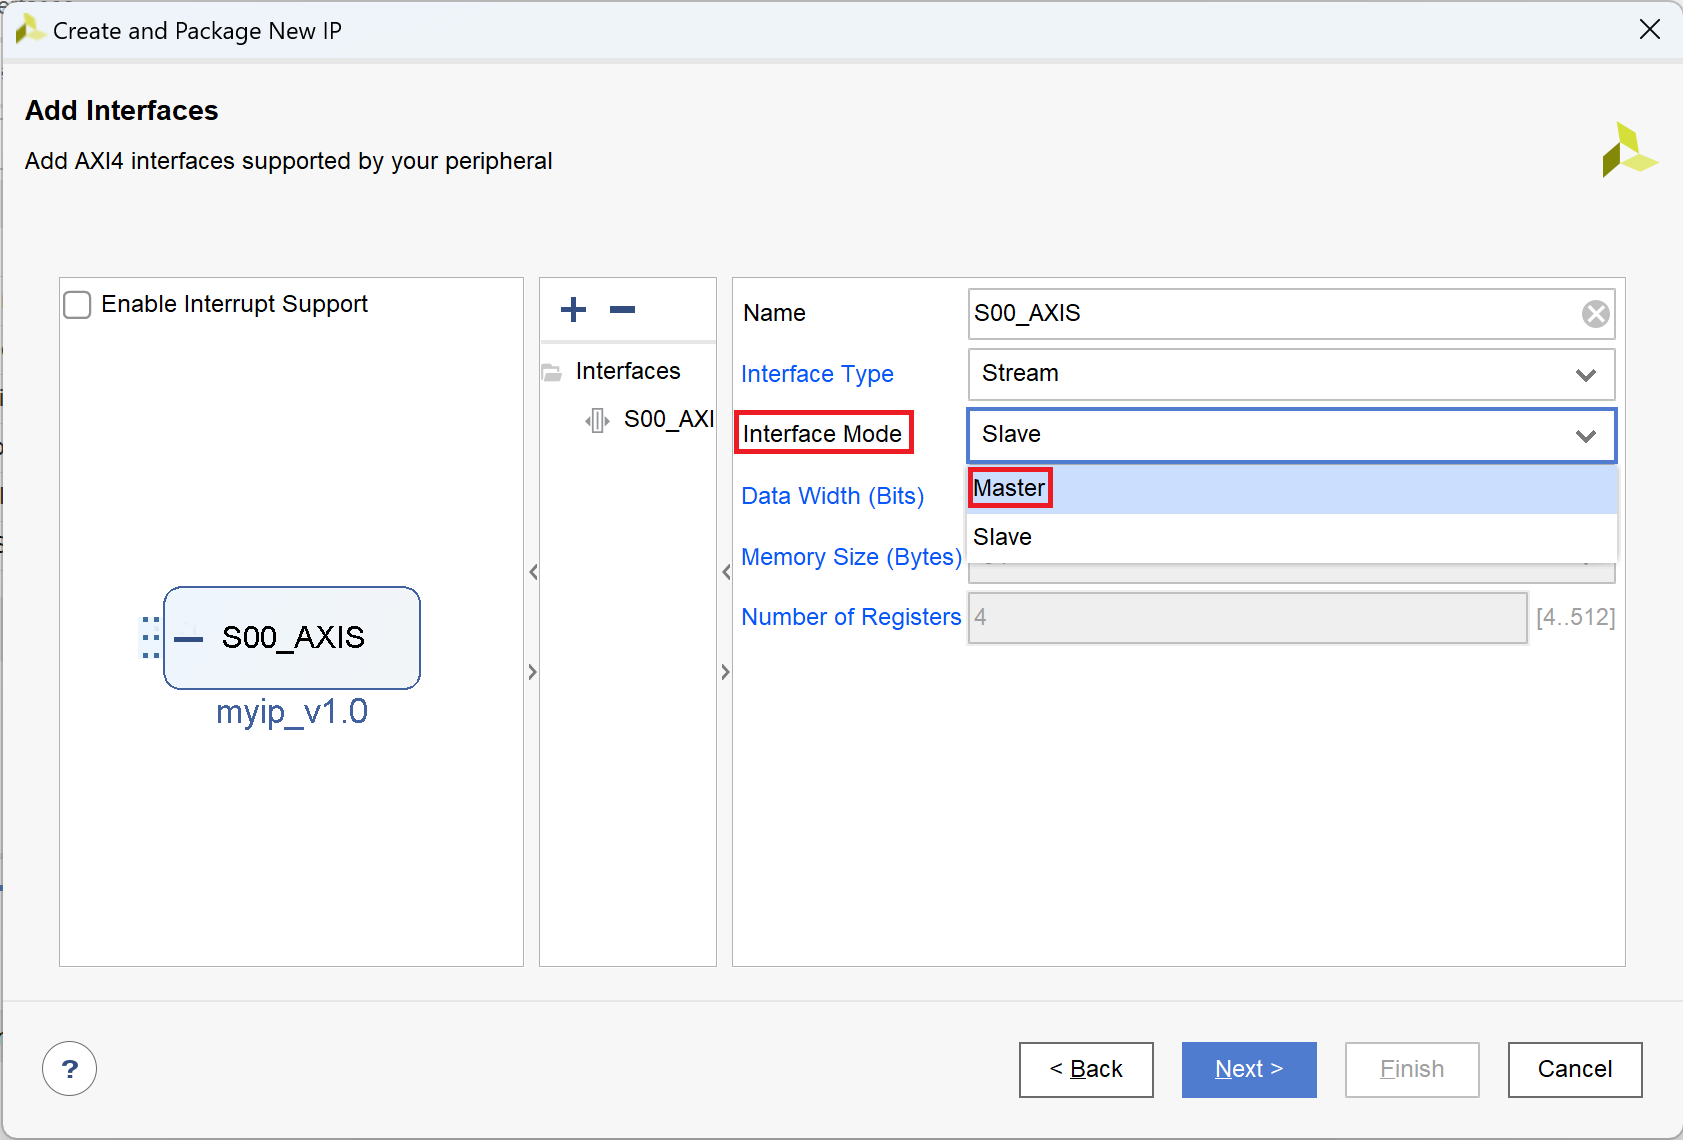 Create and Package New IP
Add Interfaces
Add AXI4 interfaces supported by your peripheral
Enable Interrupt Support
S00_AXIS
myip_v1.0
Interfaces
S00_AXI
Name
S00_AXIS
Interface Type
Stream
Interface Mode
Slave
Master
Slave
Data Width (Bits)
Memory Size (Bytes)
Number of Registers
4
[4..512]
?
< Back
Next >
Finish
Cancel